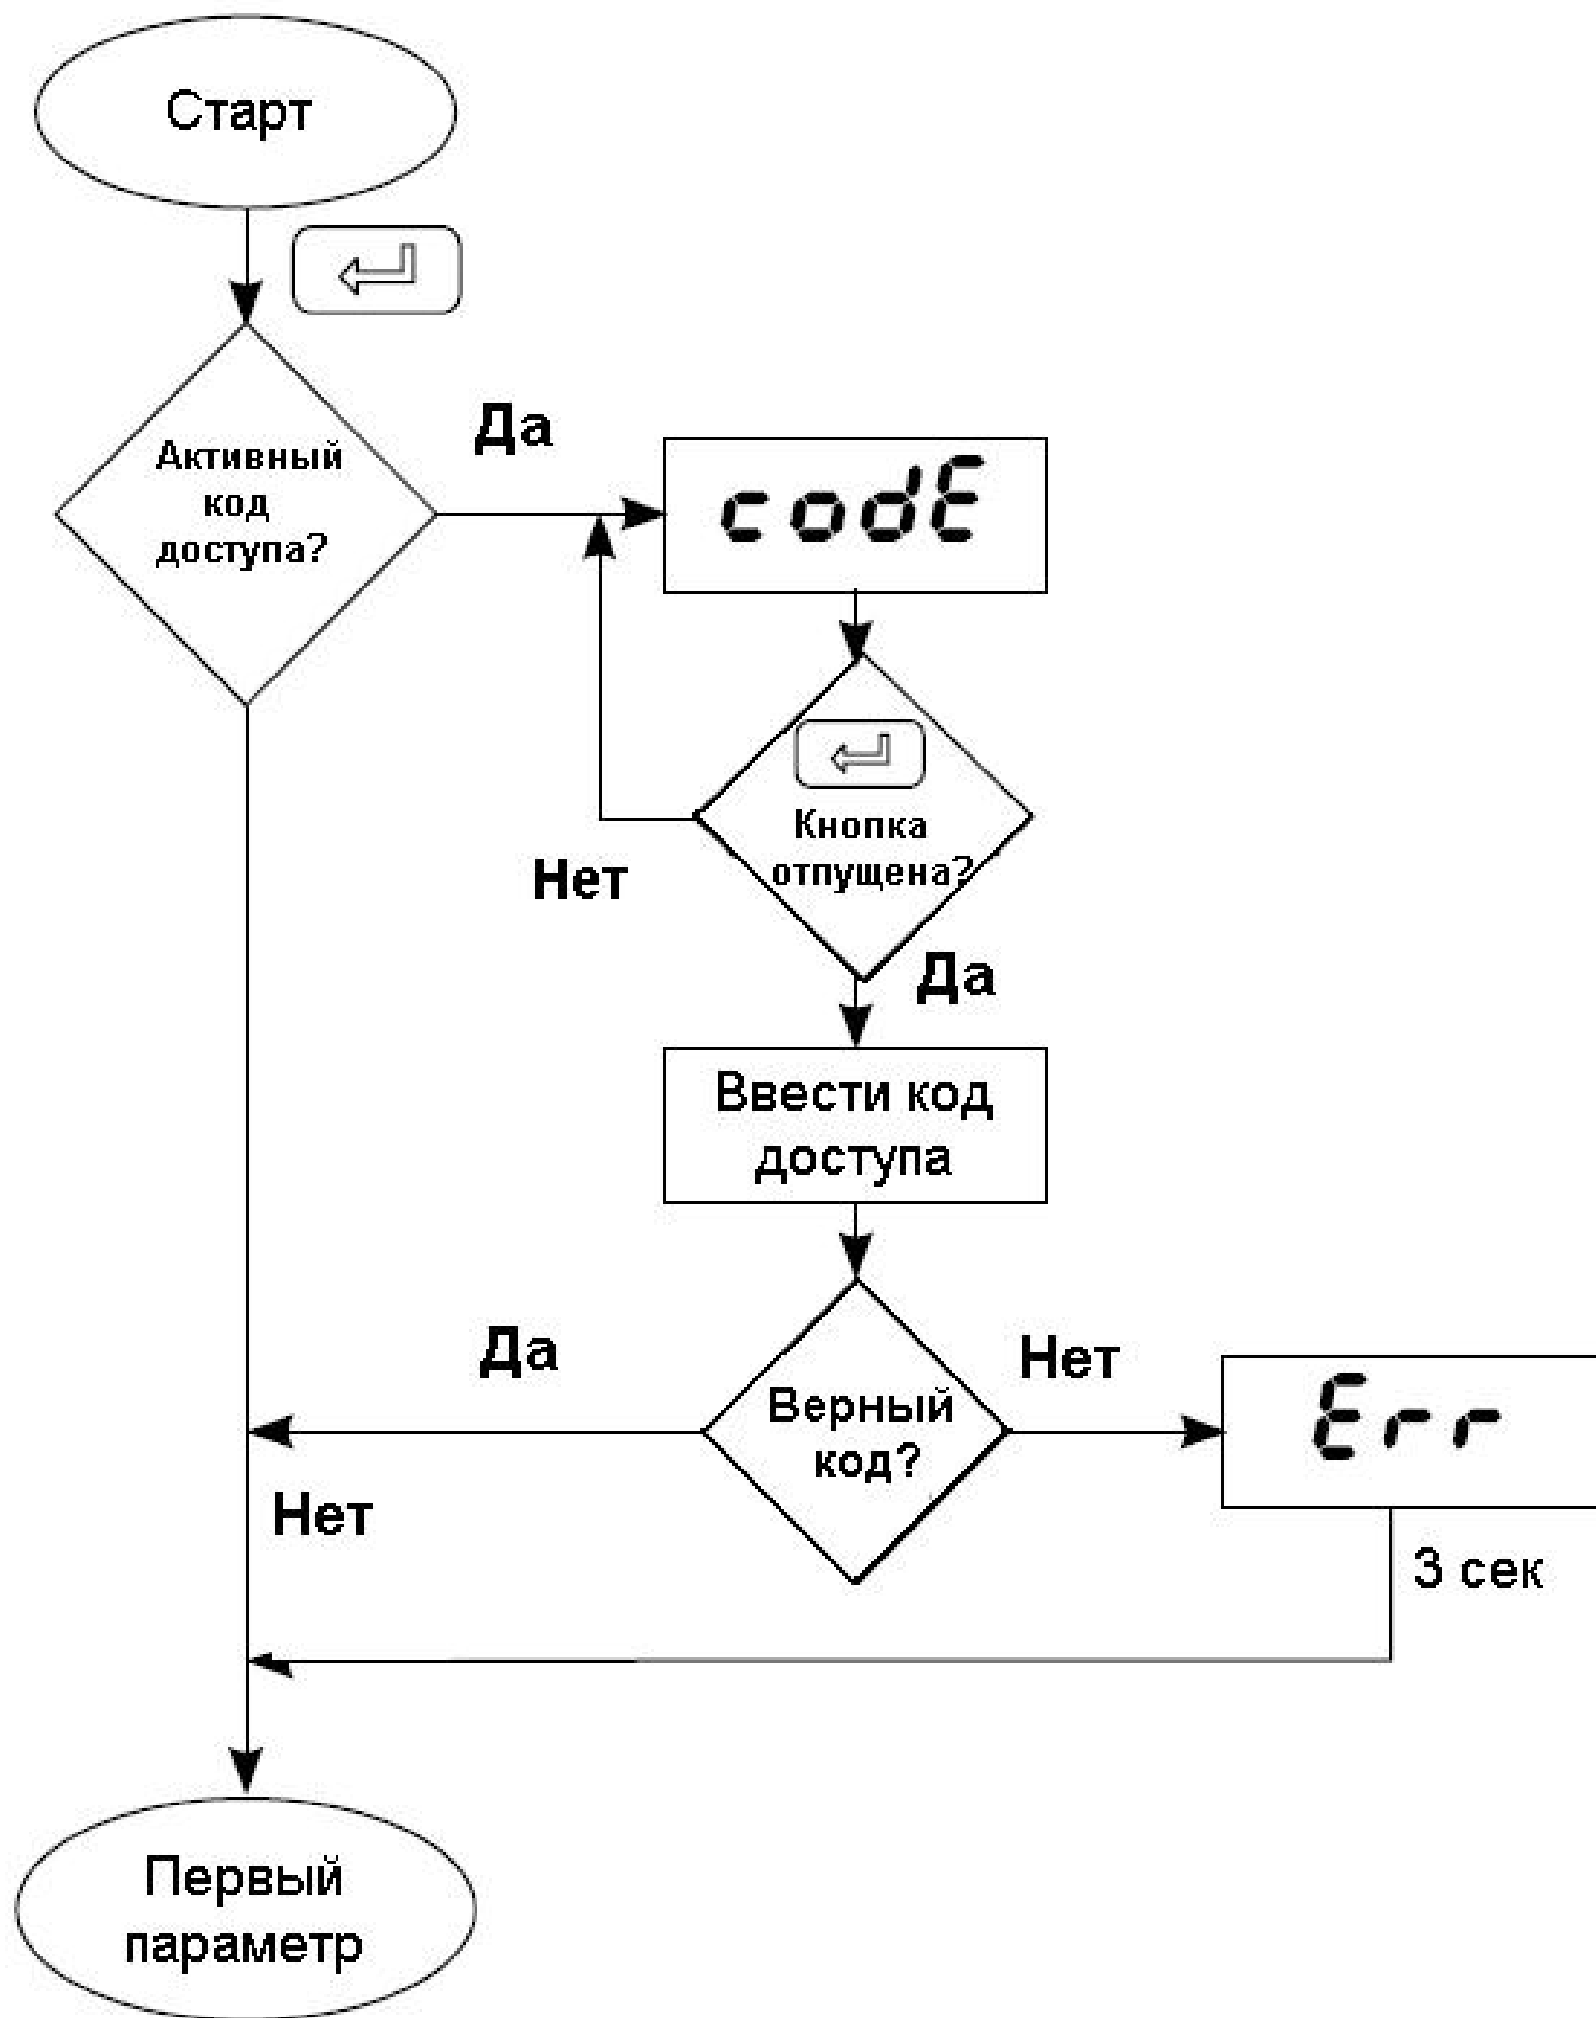 Старт
Активный
код
доступа?
Да
codE
Кнопка
отпущена?
Нет
Да
Ввести код
доступа
Да
Верный
код?
Нет
Err
Нет
3 сек
Первый
параметр